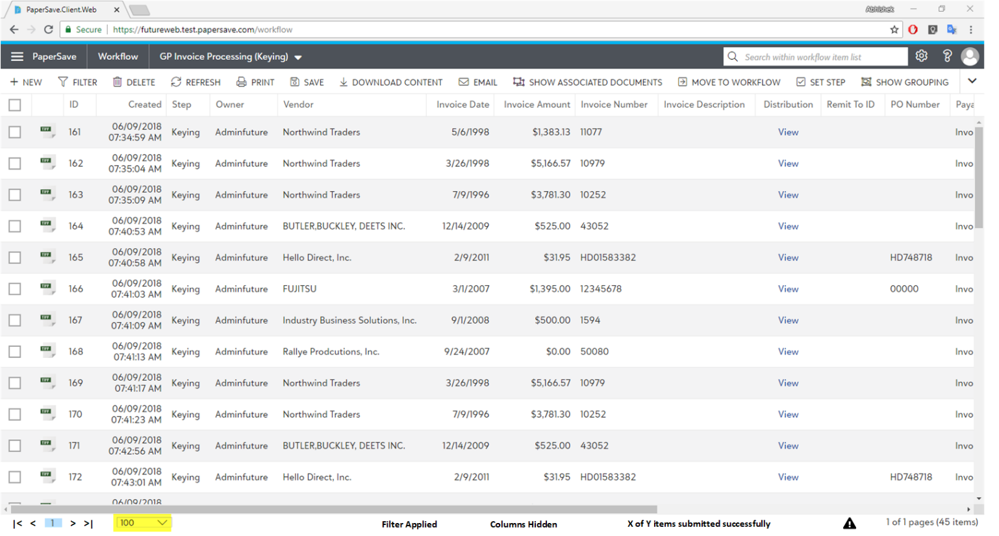 PaperSave.Client.Web
Abhishek
Secure https://futureweb.test.papersave.com/workflow
PaperSave Workflow GP Invoice Processing (Keying) Search within workflow item list
NEW FILTER DELETE REFRESH PRINT SAVE DOWNLOAD CONTENT EMAIL SHOW ASSOCIATED DOCUMENTS MOVE TO WORKFLOW SET STEP SHOW GROUPING
ID Created Step Owner Vendor Invoice Date Invoice Amount Invoice Number Invoice Description Distribution Remit To ID PO Number Paya
TIFF 161 06/09/2018 07:34:59 AM Keying Adminfuture Northwind Traders 5/6/1998 $1,383.13 11077 View Invo
TIFF 162 06/09/2018 07:35:04 AM Keying Adminfuture Northwind Traders 3/26/1998 $5,166.57 10979 View Invo
TIFF 163 06/09/2018 07:35:09 AM Keying Adminfuture Northwind Traders 7/9/1996 $3,781.30 10252 View Invo
TIFF 164 06/09/2018 07:40:53 AM Keying Adminfuture BUTLER,BUCKLEY, DEETS INC. 12/14/2009 $525.00 43052 View Invo
TIFF 165 06/09/2018 07:40:58 AM Keying Adminfuture Hello Direct, Inc. 2/9/2011 $31.95 HD01583382 View HD748718 Invo
TIFF 166 06/09/2018 07:41:03 AM Keying Adminfuture FUJITSU 3/1/2007 $1,395.00 12345678 View 00000 Invo
TIFF 167 06/09/2018 07:41:09 AM Keying Adminfuture Industry Business Solutions, Inc. 9/1/2008 $500.00 1594 View Invo
TIFF 168 06/09/2018 07:41:13 AM Keying Adminfuture Rallye Prodcutions, Inc. 9/24/2007 $0.00 50080 View Invo
TIFF 169 06/09/2018 07:41:17 AM Keying Adminfuture Northwind Traders 3/26/1998 $5,166.57 10979 View Invo
TIFF 170 06/09/2018 07:41:23 AM Keying Adminfuture Northwind Traders 7/9/1996 $3,781.30 10252 View Invo
TIFF 171 06/09/2018 07:42:56 AM Keying Adminfuture BUTLER,BUCKLEY, DEETS INC. 12/14/2009 $525.00 43052 View Invo
TIFF 172 06/09/2018 07:43:01 AM Keying Adminfuture Hello Direct, Inc. 2/9/2011 $31.95 HD01583382 View HD748718 Invo
06/09/2018
|< < 1 > >| 100 Filter Applied Columns Hidden X of Y items submitted successfully 1 of 1 pages (45 items)